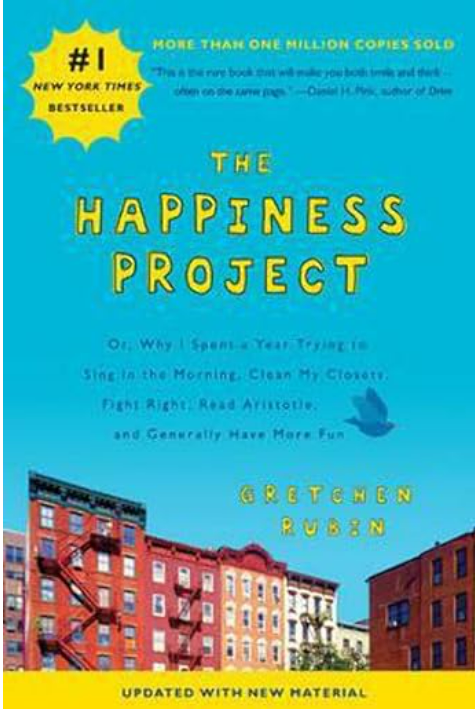 #1
NEW YORK TIMES
BESTSELLER
MORE THAN ONE MILLION COPIES SOLD
"This is the rare book that will make you both smile and think—
often on the same page." —Daniel H. Pink, author of Drive
THE
HAPPINESS
PROJECT
Or, Why I Spent a Year Trying to
Sing in the Morning, Clean My Closets,
Fight Right, Read Aristotle,
and Generally Have More Fun
GRETCHEN
RUBIN
UPDATED WITH NEW MATERIAL